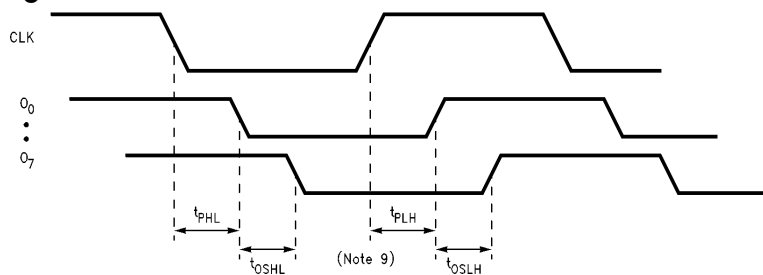 CLK
O0
O7
tPHL
tPLH
tOSHL
(Note 9)
tOSLH